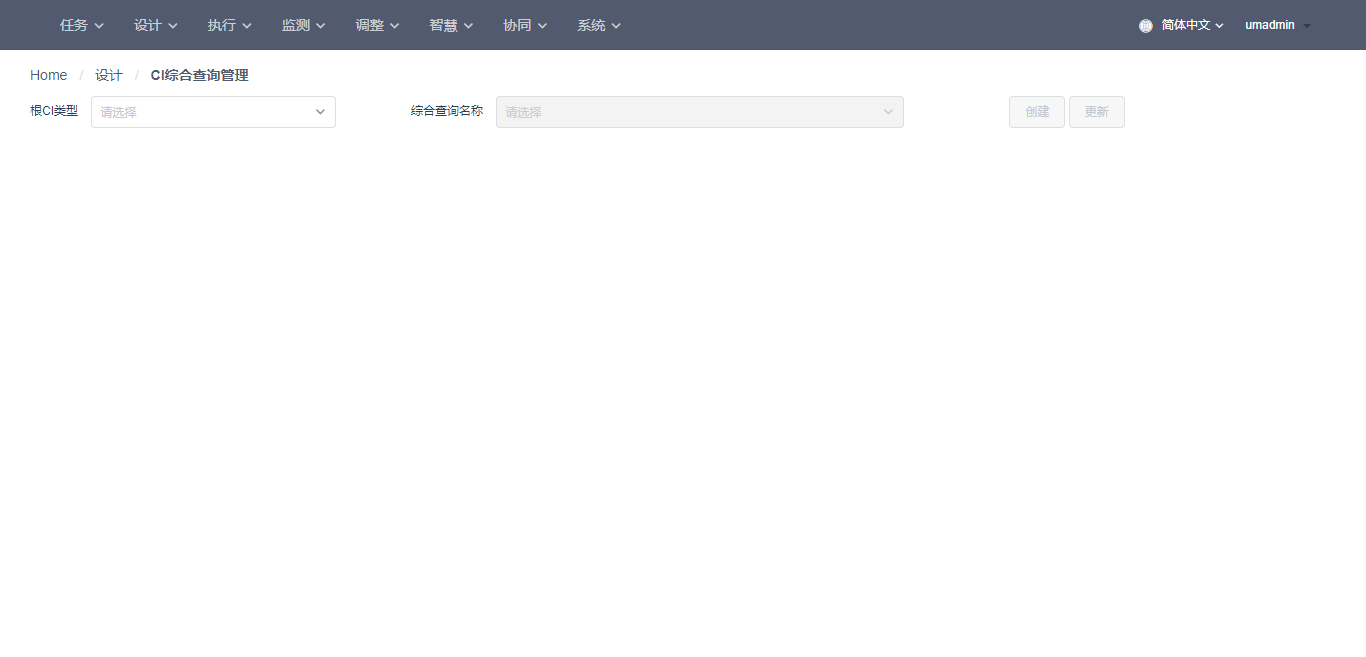 任务 设计 执行 监测 调整 智慧 协同 系统 简体中文 umadmin
Home / 设计 / CI综合查询管理
根CI类型 请选择 综合查询名称 请选择 创建 更新